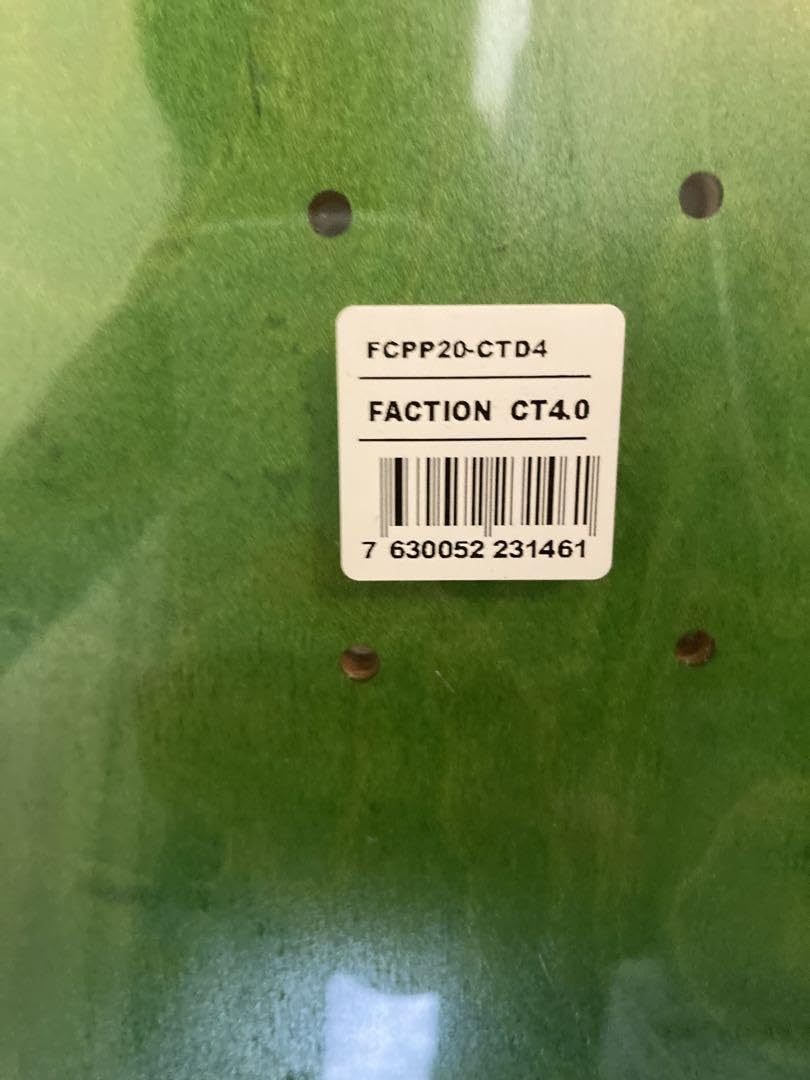 FCPP20-CTD4
FACTION CT4.0
7 630052 231461